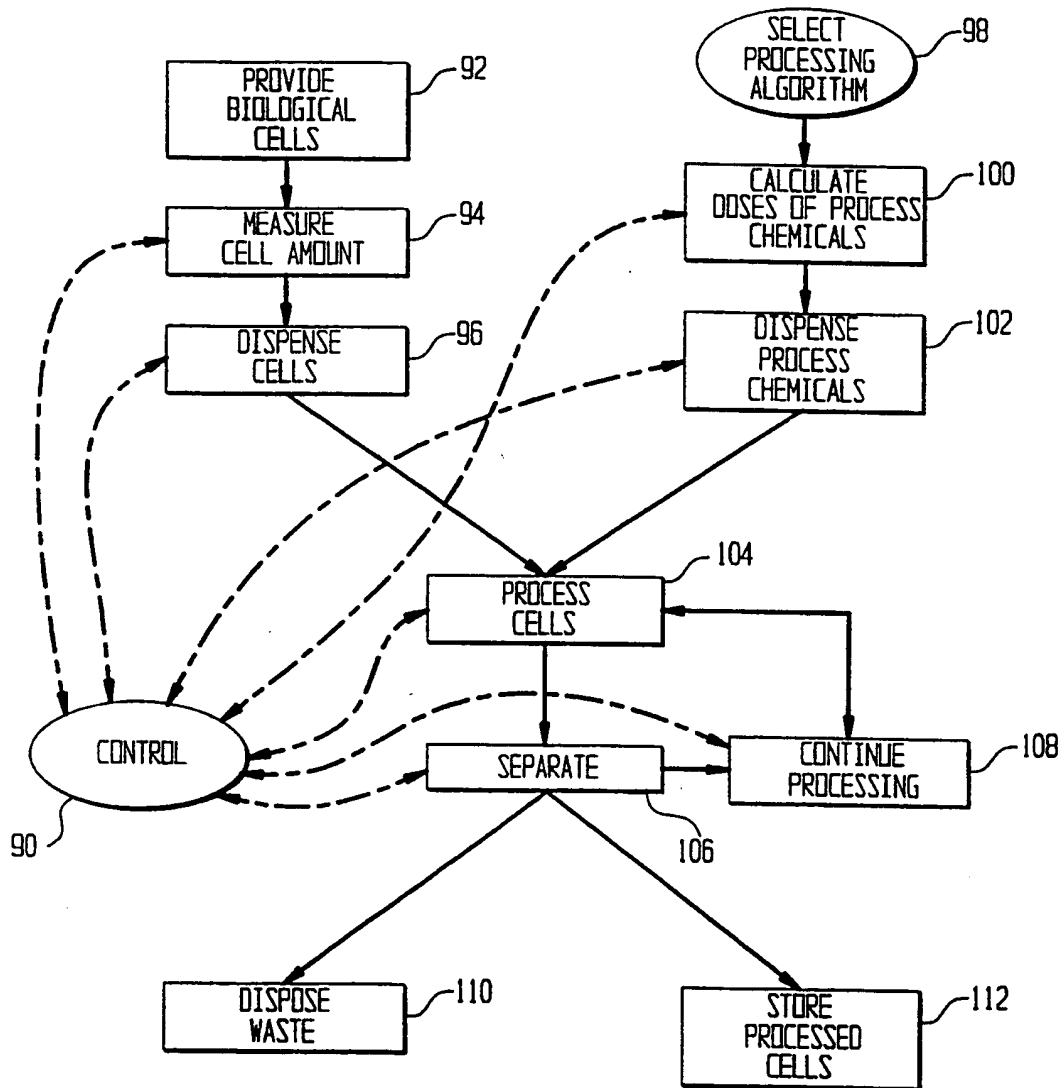 SELECT
PROCESSING
ALGORITHM
98
PROVIDE
BIOLOGICAL
CELLS
92
CALCULATE
DOSES OF PROCESS
CHEMICALS
100
MEASURE
CELL AMOUNT
94
DISPENSE
CELLS
96
DISPENSE
PROCESS
CHEMICALS
102
PROCESS
CELLS
104
CONTROL
90
SEPARATE
106
CONTINUE
PROCESSING
108
DISPOSE
WASTE
110
STORE
PROCESSED
CELLS
112